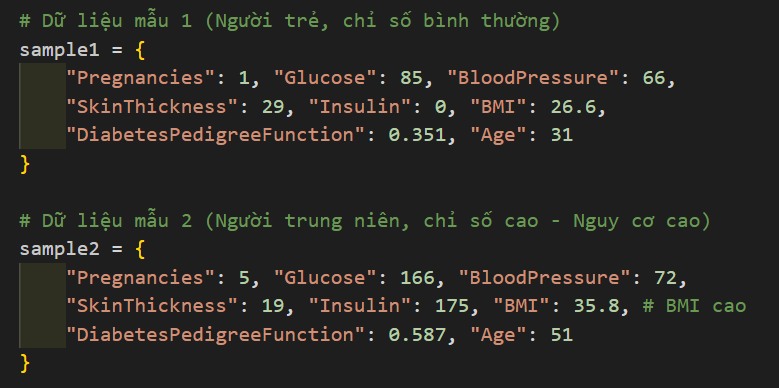 # Dữ liệu mẫu 1 (Người trẻ, chỉ số bình thường)
sample1 = {
    "Pregnancies": 1, "Glucose": 85, "BloodPressure": 66,
    "SkinThickness": 29, "Insulin": 0, "BMI": 26.6,
    "DiabetesPedigreeFunction": 0.351, "Age": 31
}

# Dữ liệu mẫu 2 (Người trung niên, chỉ số cao - Nguy cơ cao)
sample2 = {
    "Pregnancies": 5, "Glucose": 166, "BloodPressure": 72,
    "SkinThickness": 19, "Insulin": 175, "BMI": 35.8, # BMI cao
    "DiabetesPedigreeFunction": 0.587, "Age": 51
}